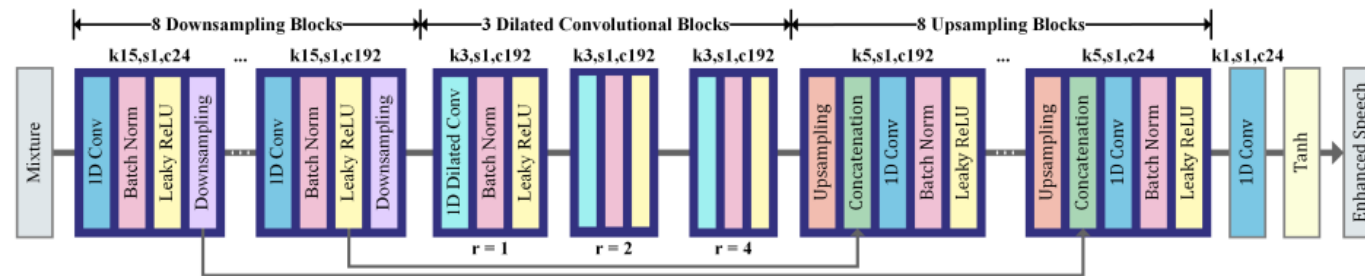 8 Downsampling Blocks 3 Dilated Convolutional Blocks 8 Upsampling Blocks
k15,s1,c24 ... k15,s1,c192 k3,s1,c192 k3,s1,c192 k3,s1,c192 k5,s1,c192 ... k5,s1,c24 k1,s1,c24
Mixture
1D Conv
Batch Norm
Leaky ReLU
Downsampling
...
1D Conv
Batch Norm
Leaky ReLU
Downsampling
1D Dilated Conv
Batch Norm
Leaky ReLU
Upsampling
Concatenation
1D Conv
Batch Norm
Leaky ReLU
...
Upsampling
Concatenation
1D Conv
Batch Norm
Leaky ReLU
1D Conv
Tanh
Enhanced Speech
r = 1 r = 2 r = 4